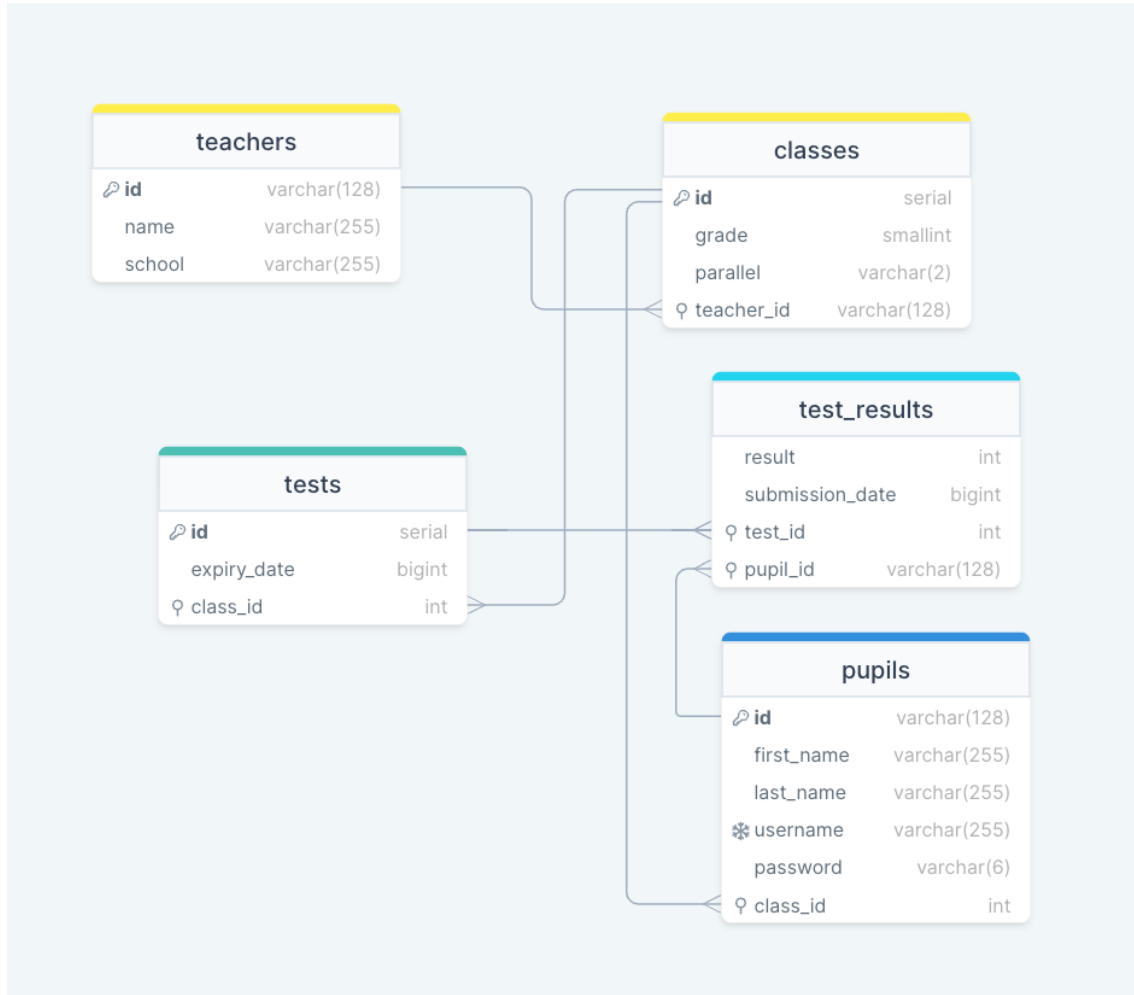 teachers
id varchar(128)
name varchar(255)
school varchar(255)
classes
id serial
grade smallint
parallel varchar(2)
teacher_id varchar(128)
test_results
result int
submission_date bigint
test_id int
pupil_id varchar(128)
tests
id serial
expiry_date bigint
class_id int
pupils
id varchar(128)
first_name varchar(255)
last_name varchar(255)
username varchar(255)
password varchar(6)
class_id int